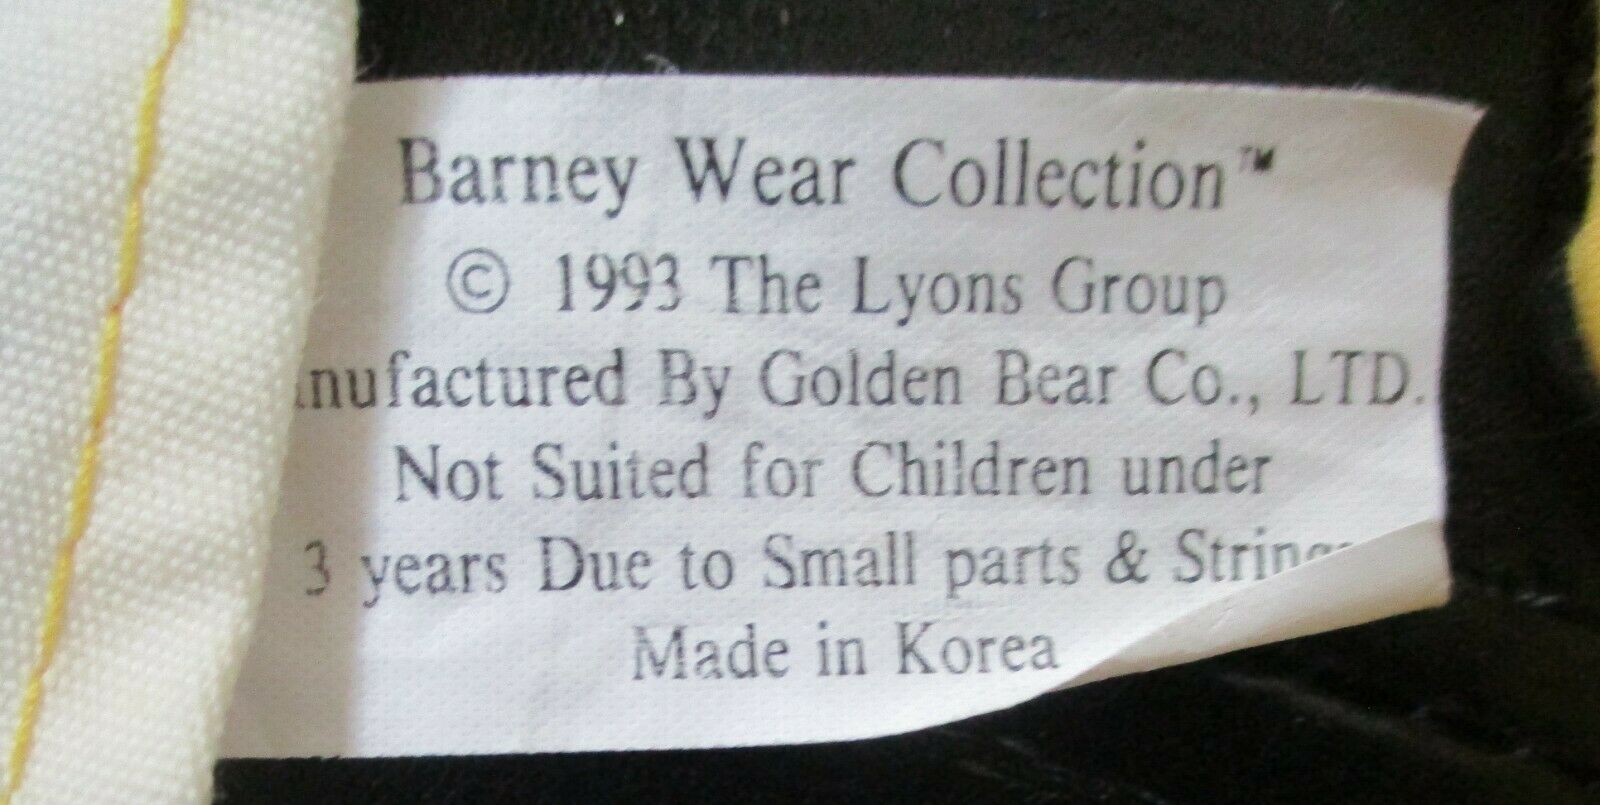 Barney Wear Collection™
© 1993 The Lyons Group
nufactured By Golden Bear Co., LTD.
Not Suited for Children under
3 years Due to Small parts & String
Made in Korea